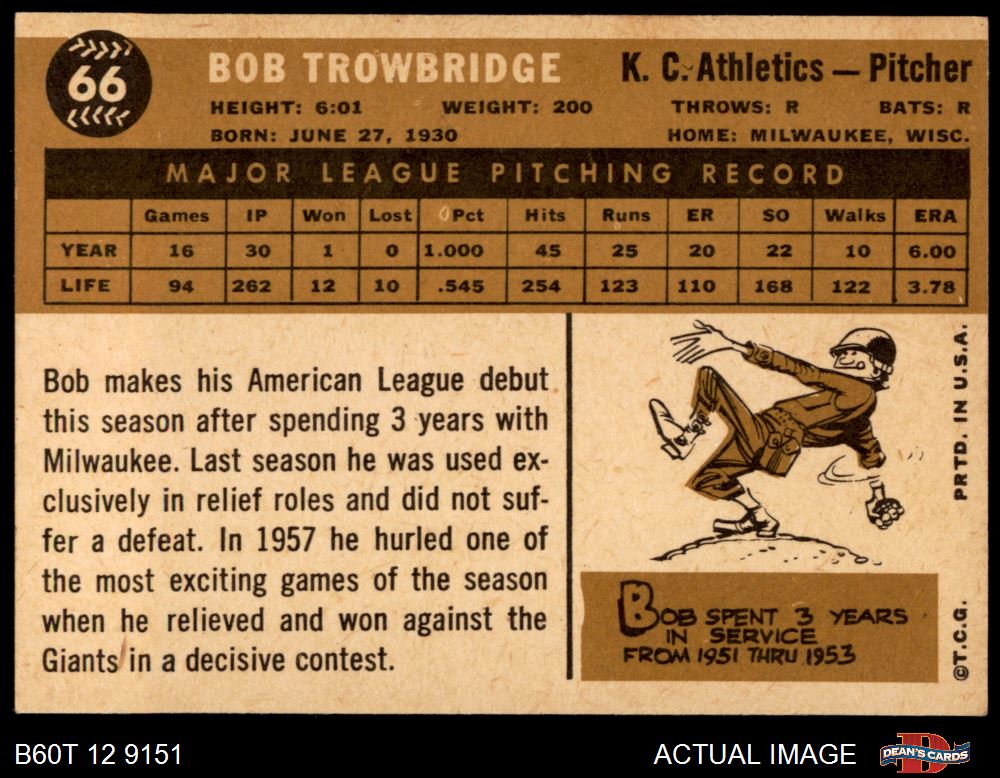 66
BOB TROWBRIDGE
K. C. Athletics — Pitcher
HEIGHT: 6:01 WEIGHT: 200 THROWS: R BATS: R
BORN: JUNE 27, 1930 HOME: MILWAUKEE, WISC.
MAJOR LEAGUE PITCHING RECORD
Games IP Won Lost Pct Hits Runs ER SO Walks ERA
YEAR 16 30 1 0 1.000 45 25 20 22 10 6.00
LIFE 94 262 12 10 .545 254 123 110 168 122 3.78
Bob makes his American League debut
this season after spending 3 years with
Milwaukee. Last season he was used ex-
clusively in relief roles and did not suf-
fer a defeat. In 1957 he hurled one of
the most exciting games of the season
when he relieved and won against the
Giants in a decisive contest.
BOB SPENT 3 YEARS
IN SERVICE
FROM 1951 THRU 1953
©T.C.G. PRTD. IN U.S.A.
B60T 12 9151
ACTUAL IMAGE
D
DEAN'S CARDS